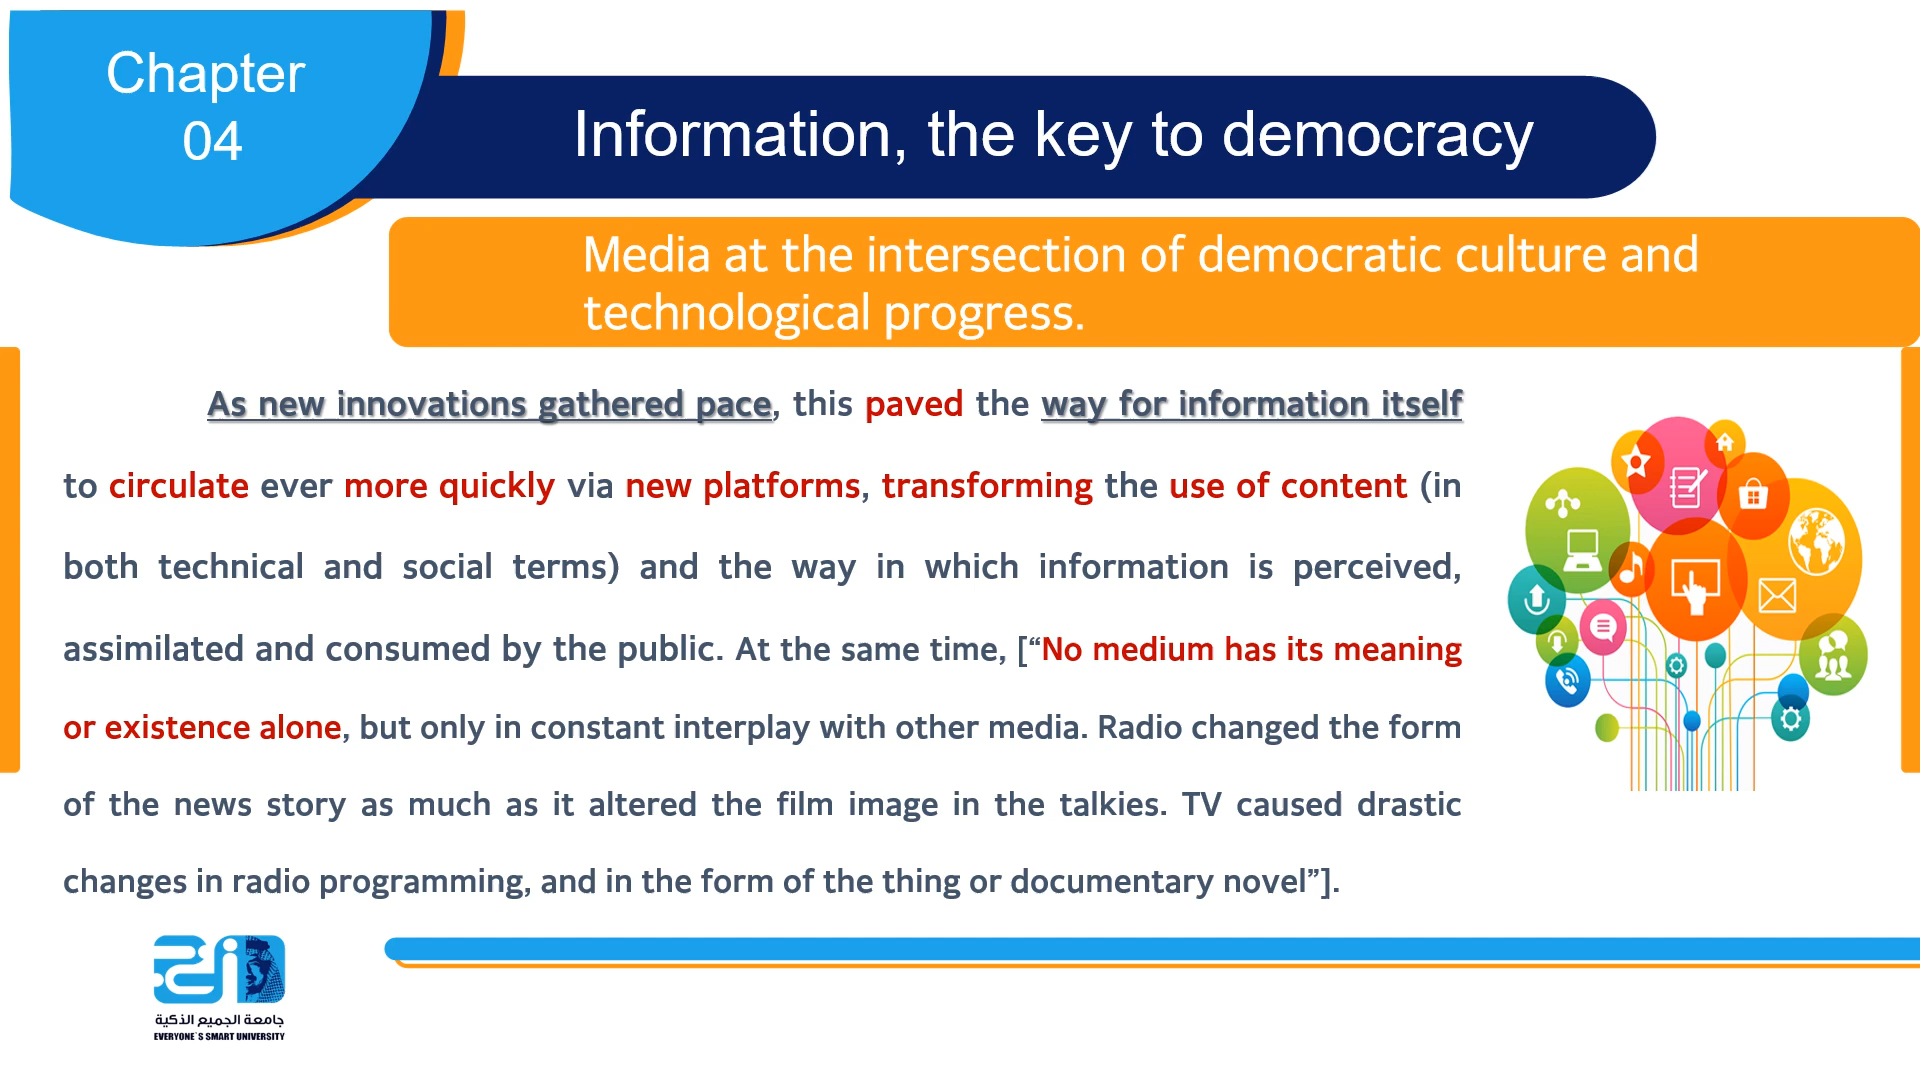 Chapter
04
Information, the key to democracy
Media at the intersection of democratic culture and
technological progress.
As new innovations gathered pace, this paved the way for information itself
to circulate ever more quickly via new platforms, transforming the use of content (in
both technical and social terms) and the way in which information is perceived,
assimilated and consumed by the public. At the same time, [“No medium has its meaning
or existence alone, but only in constant interplay with other media. Radio changed the form
of the news story as much as it altered the film image in the talkies. TV caused drastic
changes in radio programming, and in the form of the thing or documentary novel”].
جامعة الجميع الذكية
EVERYONE`S SMART UNIVERSITY